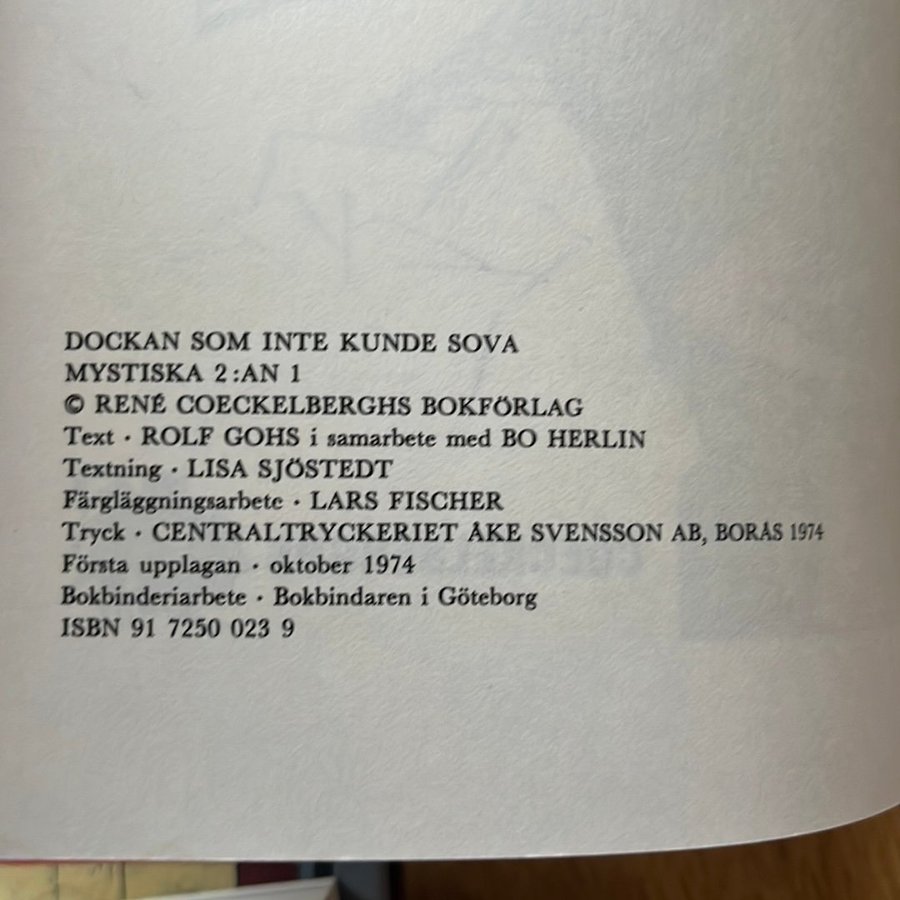 DOCKAN SOM INTE KUNDE SOVA
MYSTISKA 2:AN 1
© RENÉ COECKELBERGHS BOKFÖRLAG
Text · ROLF GOHS i samarbete med BO HERLIN
Textning · LISA SJÖSTEDT
Färgläggningsarbete · LARS FISCHER
Tryck · CENTRALTRYCKERIET ÅKE SVENSSON AB, BORÅS 1974
Första upplagan · oktober 1974
Bokbinderiarbete · Bokbindaren i Göteborg
ISBN 91 7250 023 9